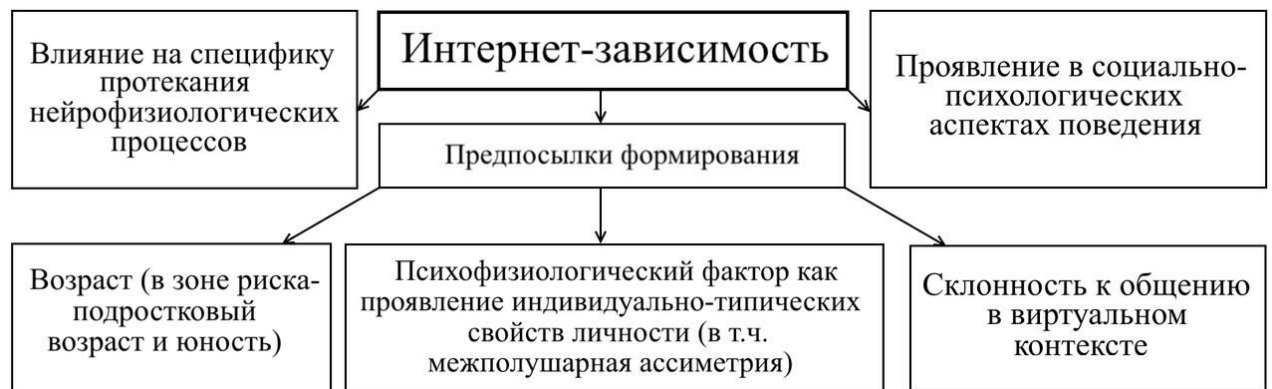 Влияние на специфику
протекания
нейрофизиологических
процессов
Интернет-зависимость
Проявление в социально-
психологических
аспектах поведения
Предпосылки формирования
Возраст (в зоне риска-
подростковый
возраст и юность)
Психофизиологический фактор как
проявление индивидуально-типических
свойств личности (в т.ч.
межполушарная ассиметрия)
Склонность к общению
в виртуальном
контексте